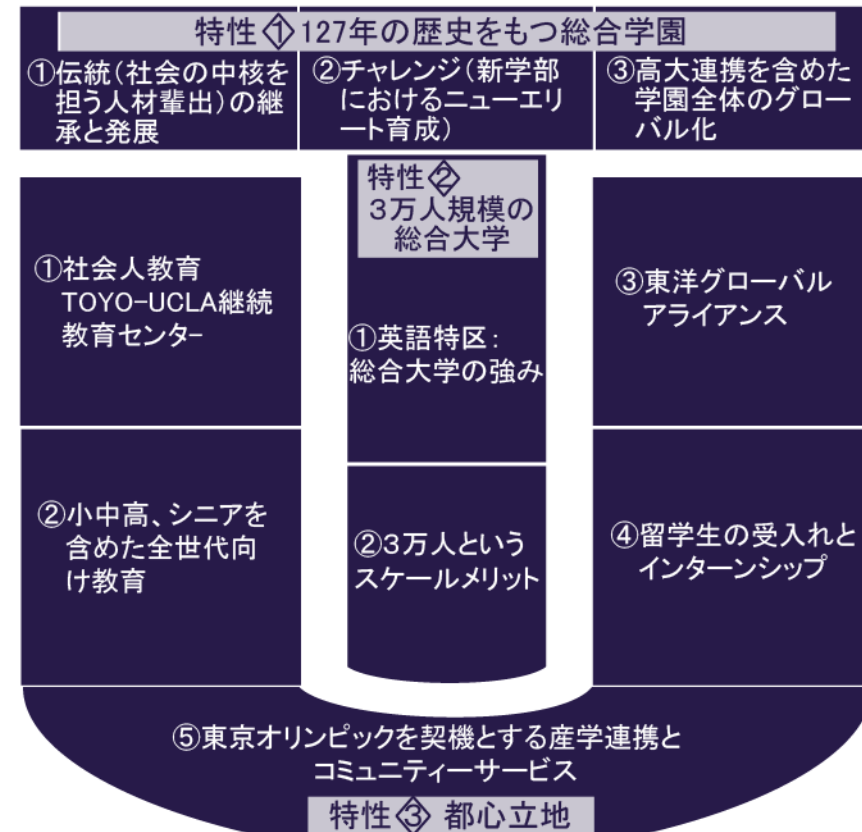 特性①127年の歴史をもつ総合学園
①伝統(社会の中核を
担う人材輩出)の継
承と発展
②チャレンジ(新学部
におけるニューエリ
ート育成)
③高大連携を含めた
学園全体のグロー
バル化
特性②
3万人規模の
総合大学
①英語特区:
総合大学の強み
②3万人という
スケールメリット
①社会人教育
TOYO-UCLA継続
教育センター
②小中高、シニアを
含めた全世代向
け教育
③東洋グローバル
アライアンス
④留学生の受入れと
インターンシップ
⑤東京オリンピックを契機とする産学連携と
コミュニティーサービス
特性③ 都心立地